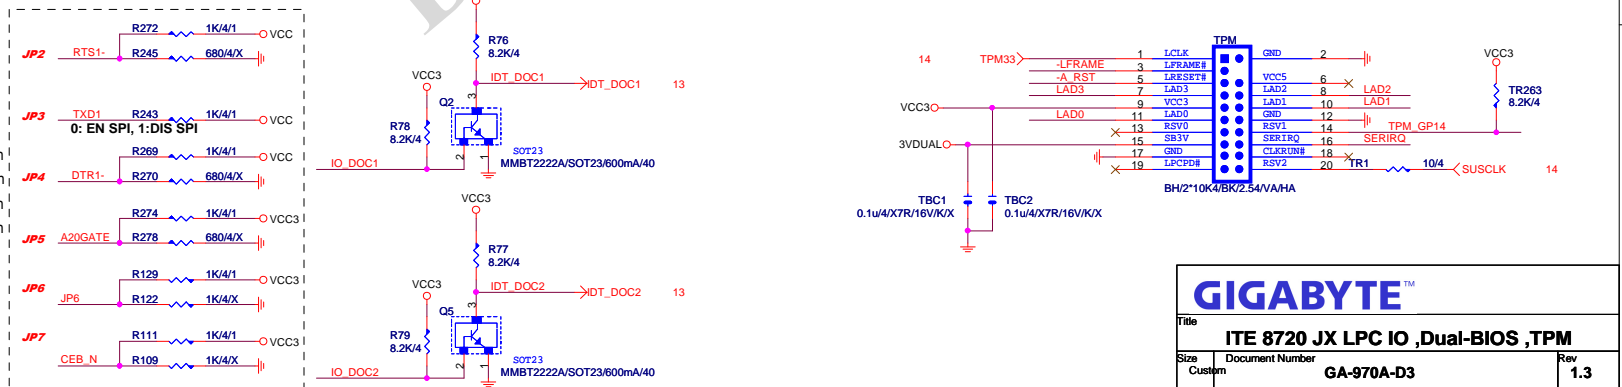 R272 1K/4/1 VCC
JP2 RTS1- R245 680/4/X
JP3 TXD1 R243 1K/4/1 VCC
0: EN SPI, 1:DIS SPI
R269 1K/4/1 VCC
JP4 DTR1- R270 680/4/X
R274 1K/4/1 VCC3
JP5 A20GATE R278 680/4/X
R129 1K/4/1 VCC3
JP6
JP6 R122 1K/4/X
JP7 R111 1K/4/1 VCC3
CEB_N R109 1K/4/X
R76
8.2K/4
VCC3 IDT_DOC1 IDT_DOC1 13
Q2 3
R78
8.2K/4
2 1
SOT23
IO_DOC1 MMBT2222A/SOT23/600mA/40
VCC3
R77
8.2K/4
VCC3 IDT_DOC2 IDT_DOC2 13
Q5 3
R79
8.2K/4
2 1
SOT23
IO_DOC2 MMBT2222A/SOT23/600mA/40
TPM
14 TPM33 1 LCLK GND 2
-LFRAME 3 LFRAME#
-A_RST 5 LRESET# VCC5 6
LAD3 7 LAD3 LAD2 8 LAD2
VCC3 9 VCC3 LAD1 10 LAD1
LAD0 11 LAD0 GND 12
13 RSV0 RSV1 14 TPM_GP14
3VDUAL 15 SB3V SERIRQ 16 SERIRQ
17 GND CLKRUN# 18
19 LPCPD# RSV2 20 TR1 10/4 SUSCLK 14
BH/2*10K4/BK/2.54/VA/HA
VCC3
TR263
8.2K/4
TBC1 TBC2
0.1u/4/X7R/16V/K/X 0.1u/4/X7R/16V/K/X
GIGABYTE™
Title
ITE 8720 JX LPC IO ,Dual-BIOS ,TPM
Size Document Number Rev
Custom GA-970A-D3 1.3